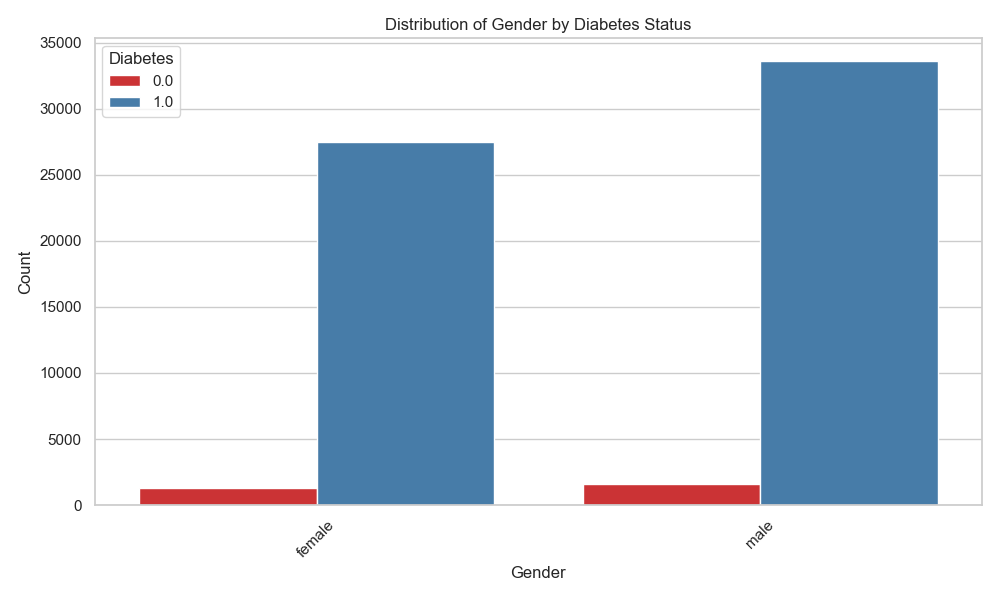 Distribution of Gender by Diabetes Status
35000
30000
25000
20000
15000
10000
5000
0
Count
Diabetes
0.0
1.0
female
male
Gender